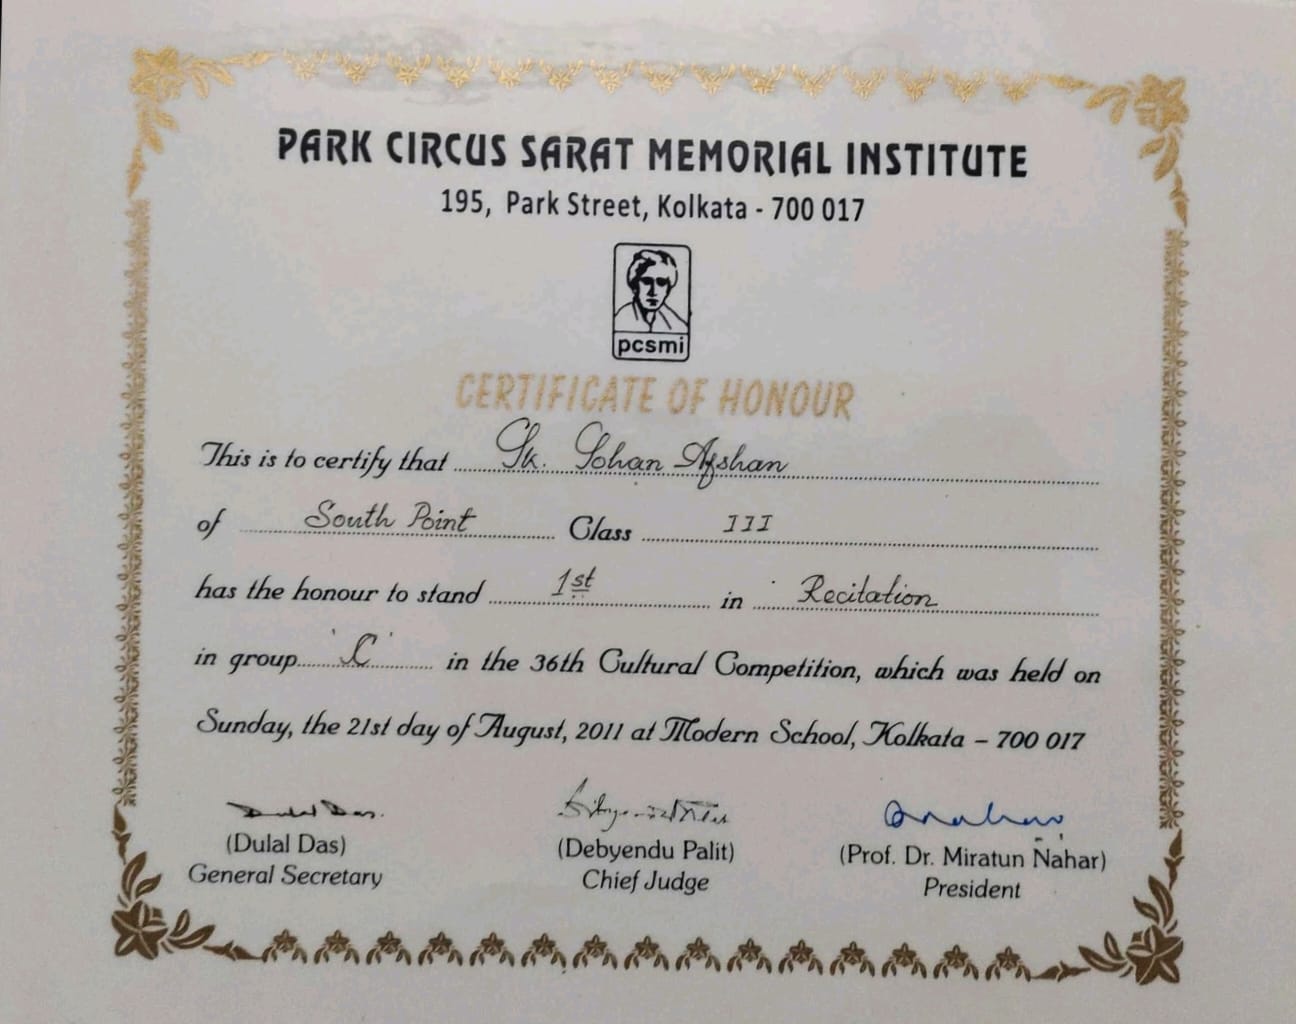 PARK CIRCUS SARAT MEMORIAL INSTITUTE
195, Park Street, Kolkata - 700 017
pcsmi
CERTIFICATE OF HONOUR
This is to certify that Sk. Sohan Afshan
of South Point Class III
has the honour to stand 1st in Recitation
in group 'C' in the 36th Cultural Competition, which was held on
Sunday, the 21st day of August, 2011 at Modern School, Kolkata – 700 017
Dulal Das.
(Dulal Das) (Debyendu Palit) (Prof. Dr. Miratun Nahar)
General Secretary Chief Judge President